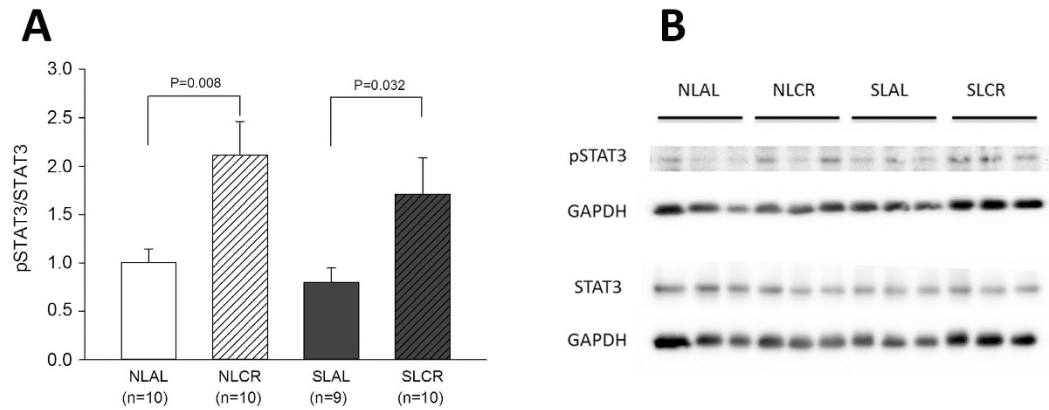 A
pSTAT3/STAT3
3.0
2.5
2.0
1.5
1.0
0.5
0.0
P=0.008
P=0.032
NLAL
(n=10)
NLCR
(n=10)
SLAL
(n=9)
SLCR
(n=10)
B
NLAL NLCR SLAL SLCR
pSTAT3
GAPDH
STAT3
GAPDH